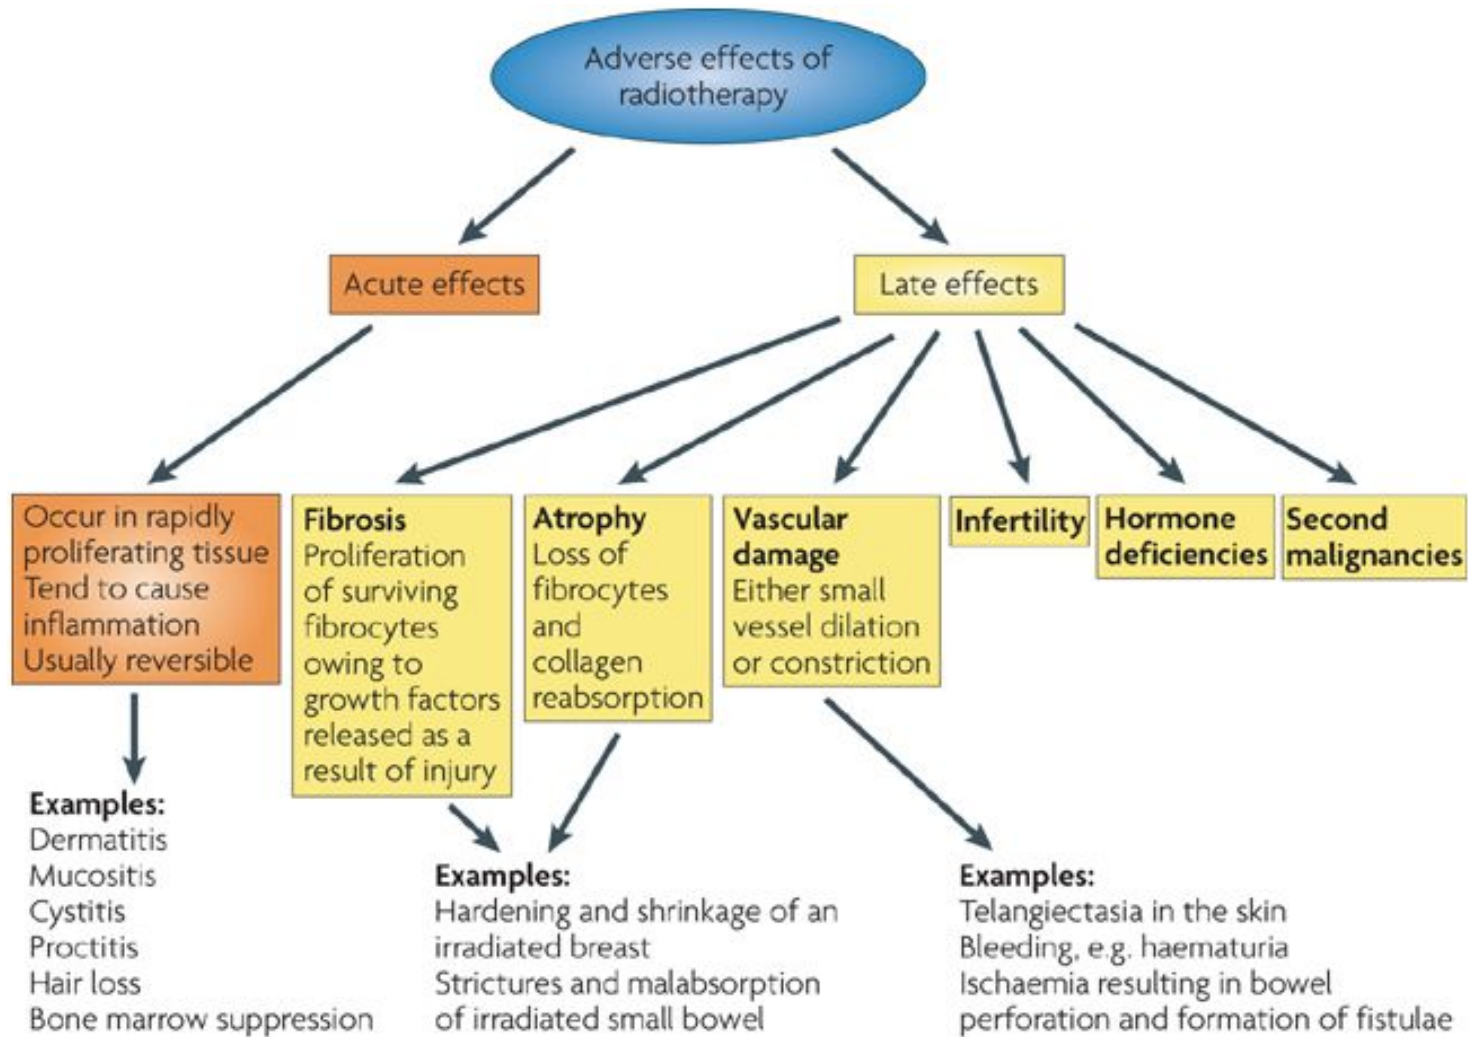 Adverse effects of
radiotherapy
Acute effects
Late effects
Occur in rapidly
proliferating tissue
Tend to cause
inflammation
Usually reversible
Fibrosis
Proliferation
of surviving
fibrocytes
owing to
growth factors
released as a
result of injury
Atrophy
Loss of
fibrocytes
and
collagen
reabsorption
Vascular
damage
Either small
vessel dilation
or constriction
Infertility
Hormone
deficiencies
Second
malignancies
Examples:
Dermatitis
Mucositis
Cystitis
Proctitis
Hair loss
Bone marrow suppression
Examples:
Hardening and shrinkage of an
irradiated breast
Strictures and malabsorption
of irradiated small bowel
Examples:
Telangiectasia in the skin
Bleeding, e.g. haematuria
Ischaemia resulting in bowel
perforation and formation of fistulae